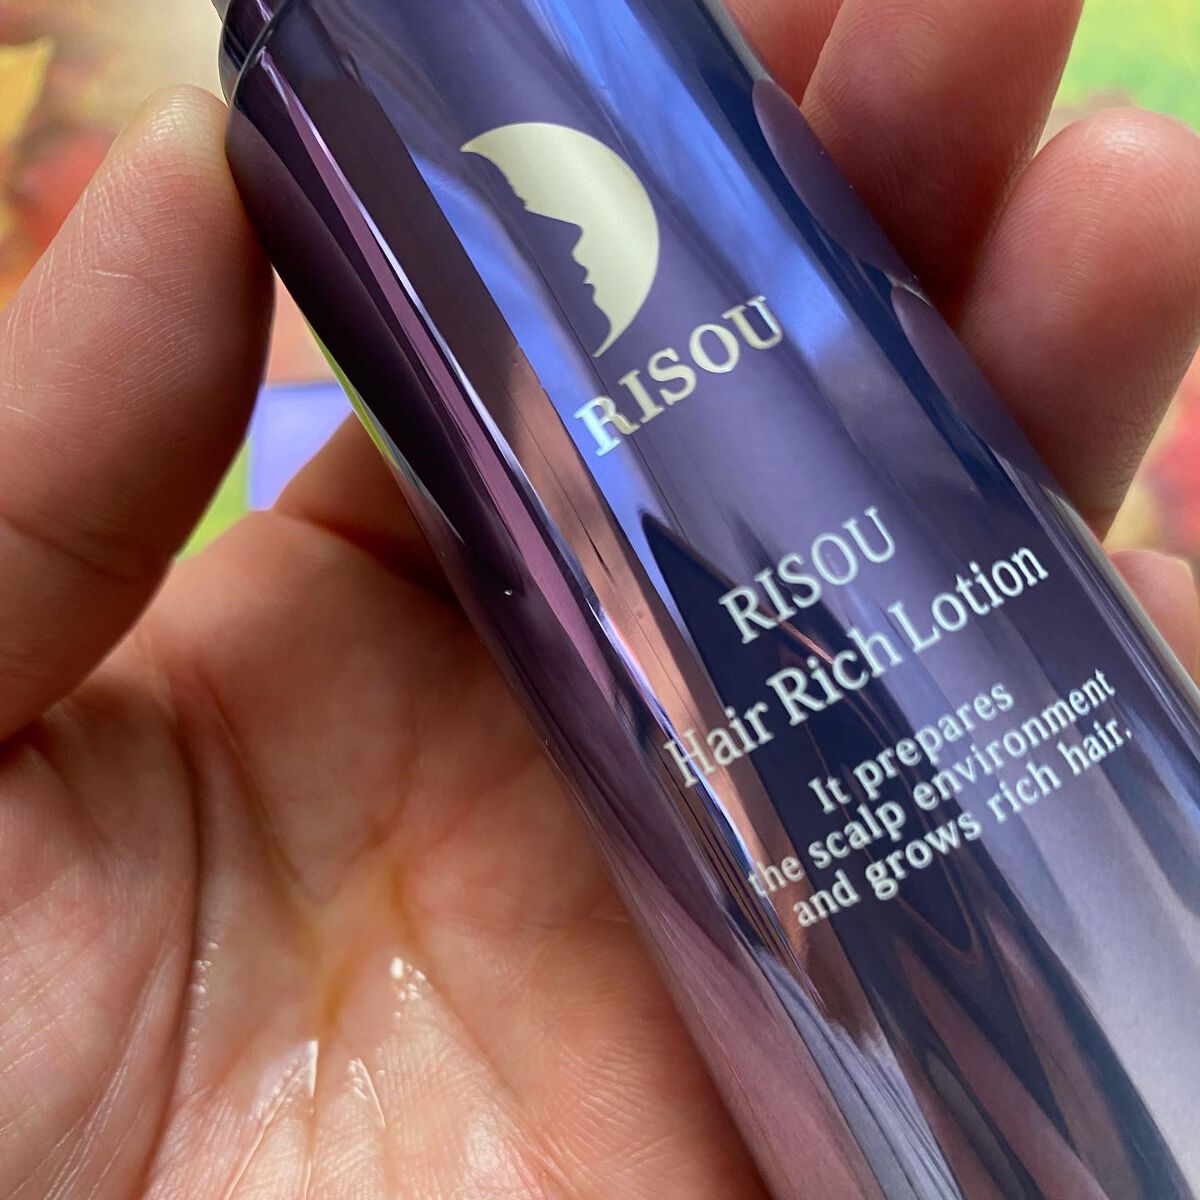 RISOU
RISOU
Hair Rich Lotion
It prepares
the scalp environment
and grows rich hair.